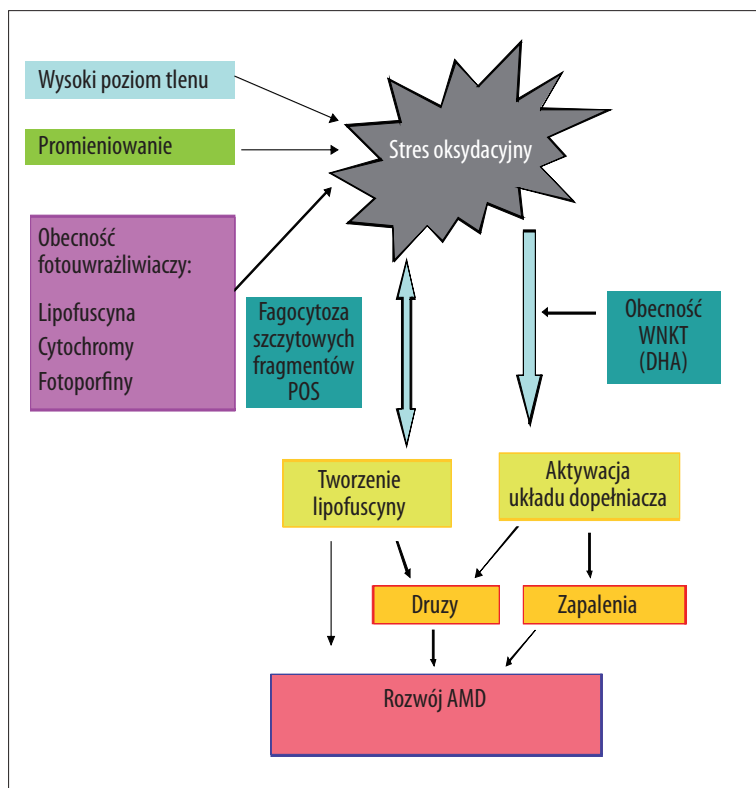 Wysoki poziom tlenu
Promieniowanie
Stres oksydacyjny
Obecność
fotouwrażliwiaczy:
Lipofuscyna
Cytochromy
Fotoporfiny
Fagocytoza
szczytowych
fragmentów
POS
Obecność
WNKT
(DHA)
Tworzenie
lipofuscyny
Aktywacja
układu dopełniacza
Druzy
Zapalenia
Rozwój AMD